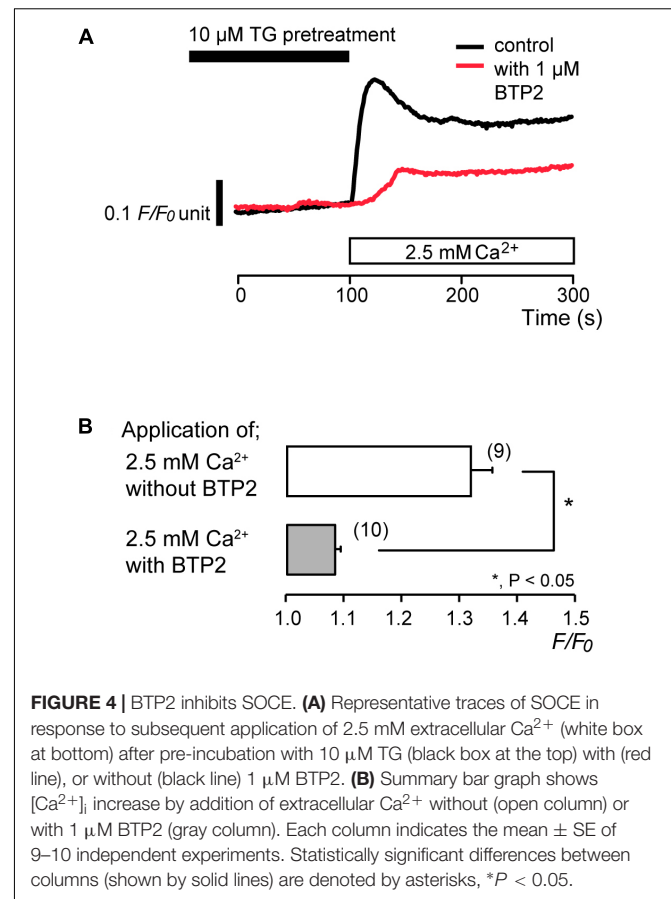 A
10 µM TG pretreatment
control
with 1 µM
BTP2
0.1 F/F0 unit
2.5 mM Ca²⁺
0 100 200 300
Time (s)
B
Application of;
2.5 mM Ca²⁺
without BTP2
(9)
2.5 mM Ca²⁺
with BTP2
(10)
*
*, P < 0.05
1.0 1.1 1.2 1.3 1.4 1.5
F/F0
FIGURE 4 | BTP2 inhibits SOCE. (A) Representative traces of SOCE in
response to subsequent application of 2.5 mM extracellular Ca²⁺ (white box
at bottom) after pre-incubation with 10 µM TG (black box at the top) with (red
line), or without (black line) 1 µM BTP2. (B) Summary bar graph shows
[Ca²⁺]i increase by addition of extracellular Ca²⁺ without (open column) or
with 1 µM BTP2 (gray column). Each column indicates the mean ± SE of
9–10 independent experiments. Statistically significant differences between
columns (shown by solid lines) are denoted by asterisks, *P < 0.05.